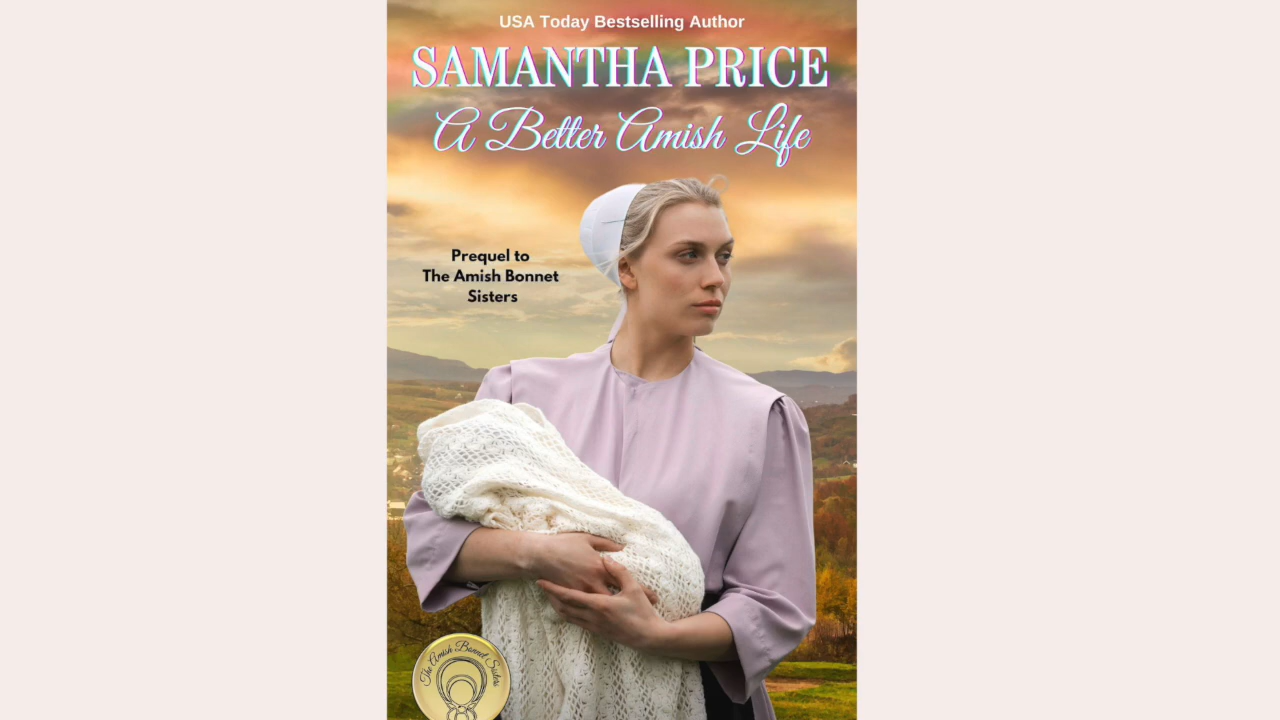 USA Today Bestselling Author
SAMANTHA PRICE
A Better Amish Life
Prequel to
The Amish Bonnet
Sisters
The Amish Bonnet Sisters